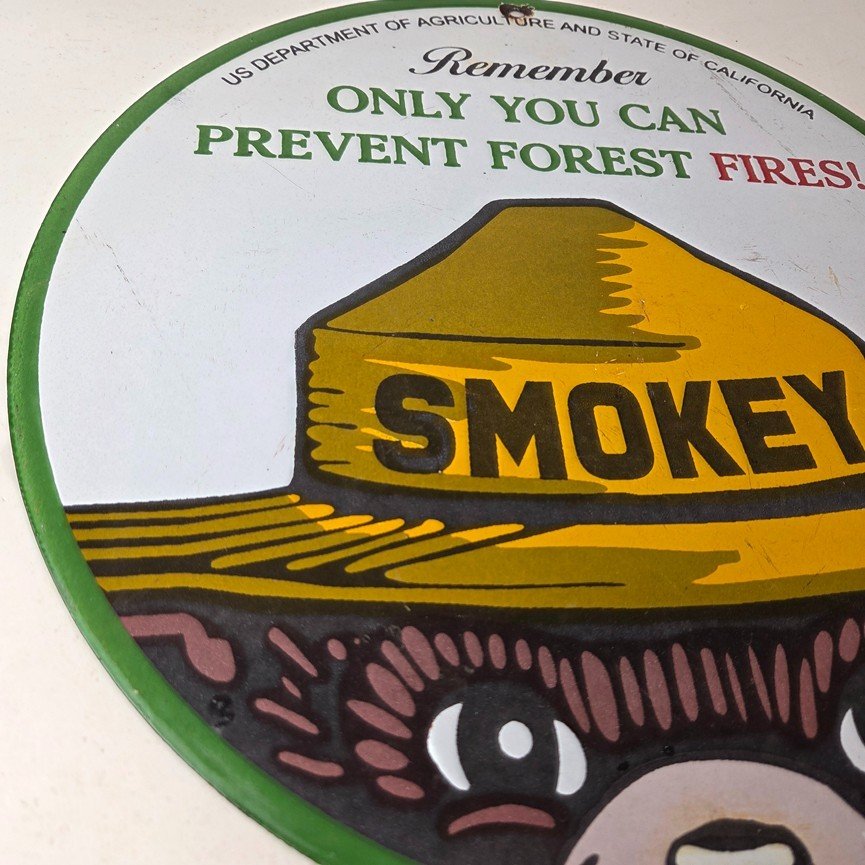 US DEPARTMENT OF AGRICULTURE AND STATE OF CALIFORNIA
Remember
ONLY YOU CAN
PREVENT FOREST FIRES!
SMOKEY